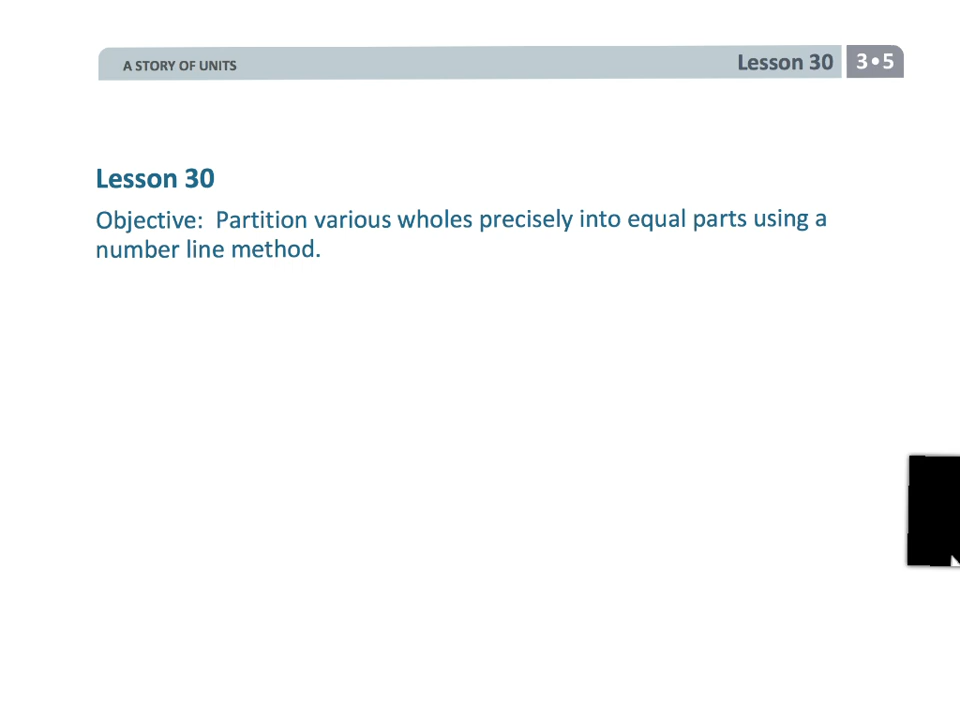 A STORY OF UNITS
Lesson 30 3•5
Lesson 30
Objective: Partition various wholes precisely into equal parts using a
number line method.